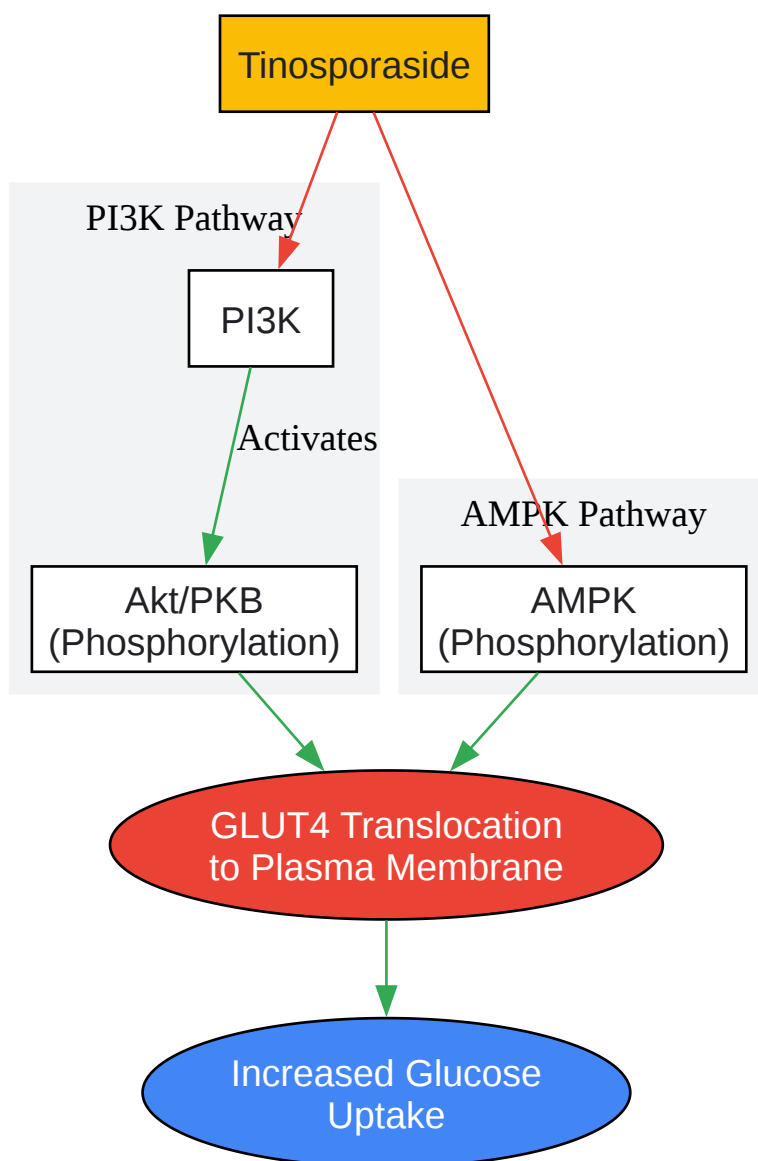 Tinosporaside
PI3K Pathway
PI3K
Activates
AMPK Pathway
Akt/PKB
(Phosphorylation)
AMPK
(Phosphorylation)
GLUT4 Translocation
to Plasma Membrane
Increased Glucose
Uptake